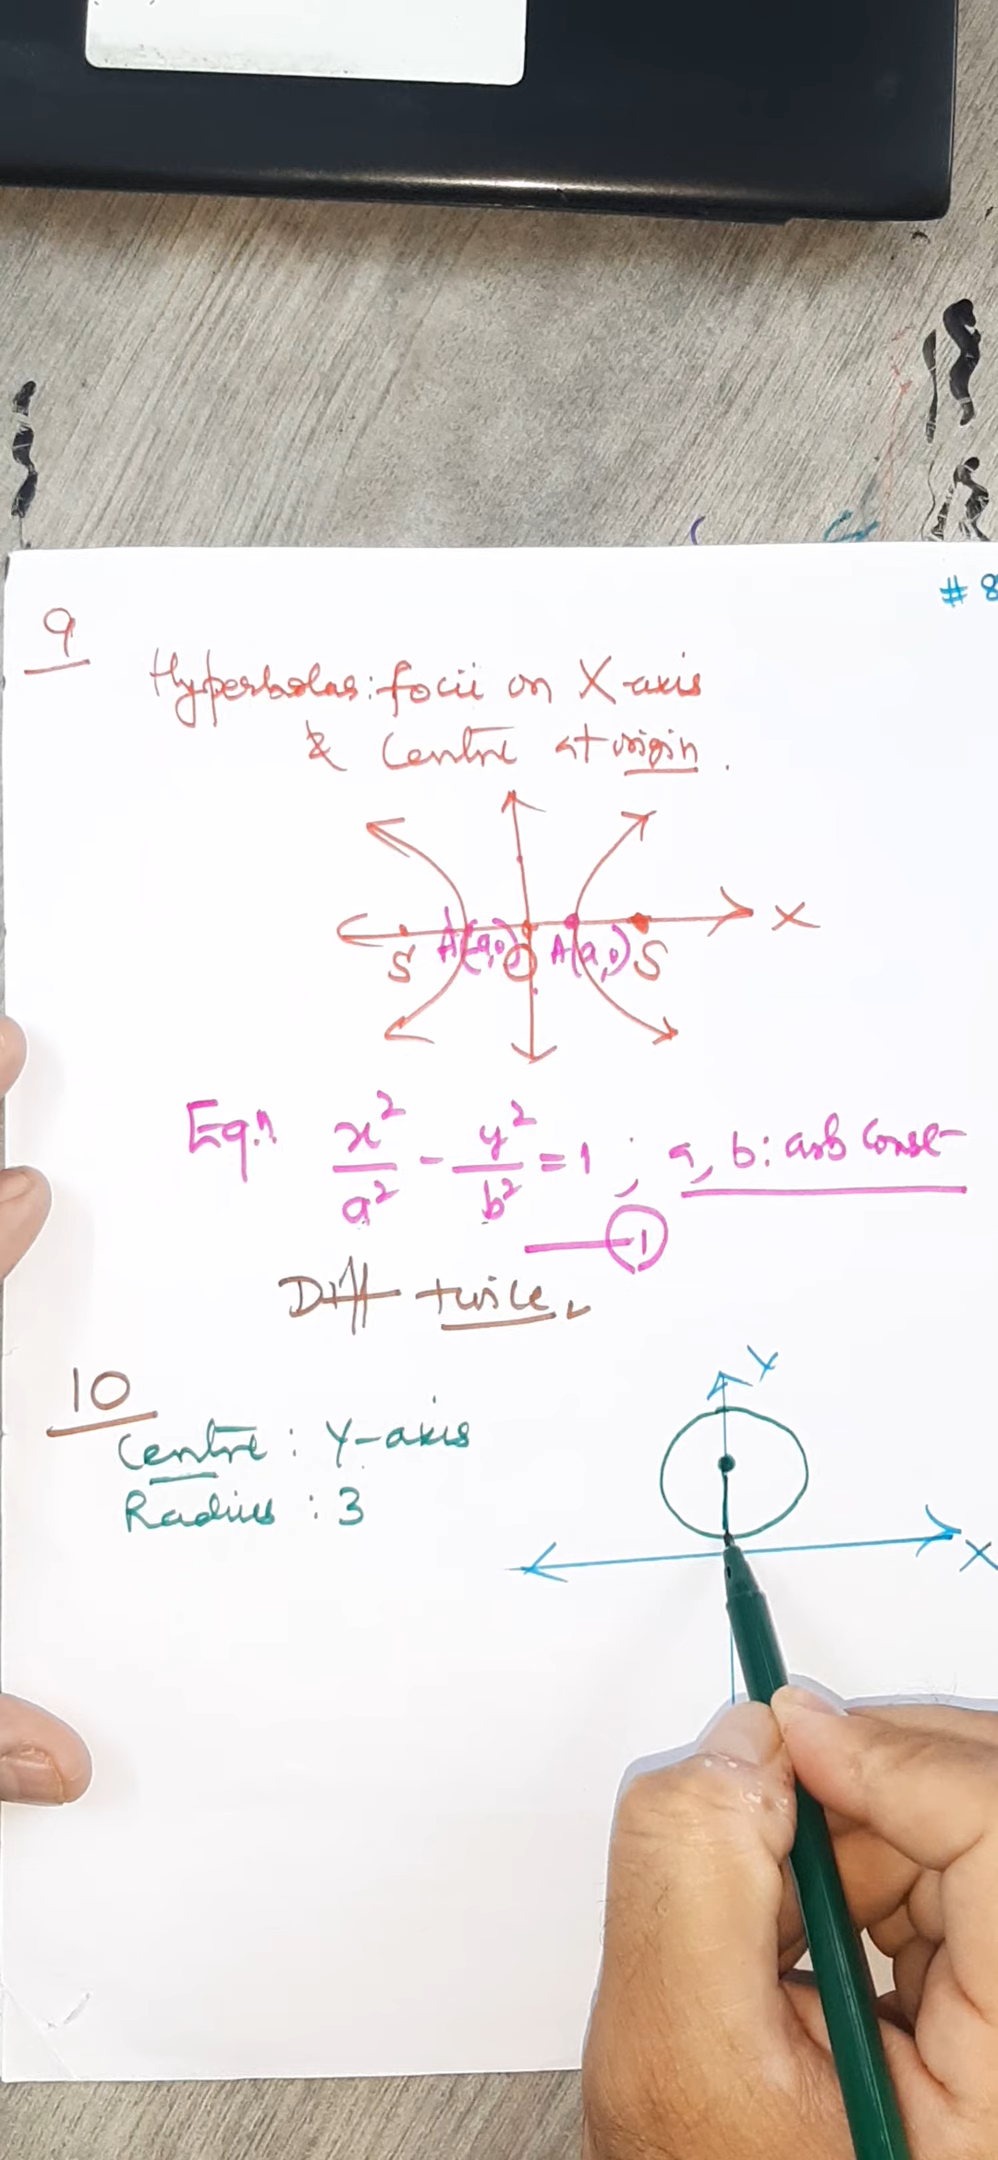 # 8
9
Hyperbolas: focii on X-axis
& Centre at origin.
X
S A'(-a,0) O A(a,0) S
Eqn x²/a² - y²/b² = 1 ; a, b: arb const
1
Diff twice,
10
Y
Centre : Y-axis
Radius : 3
X